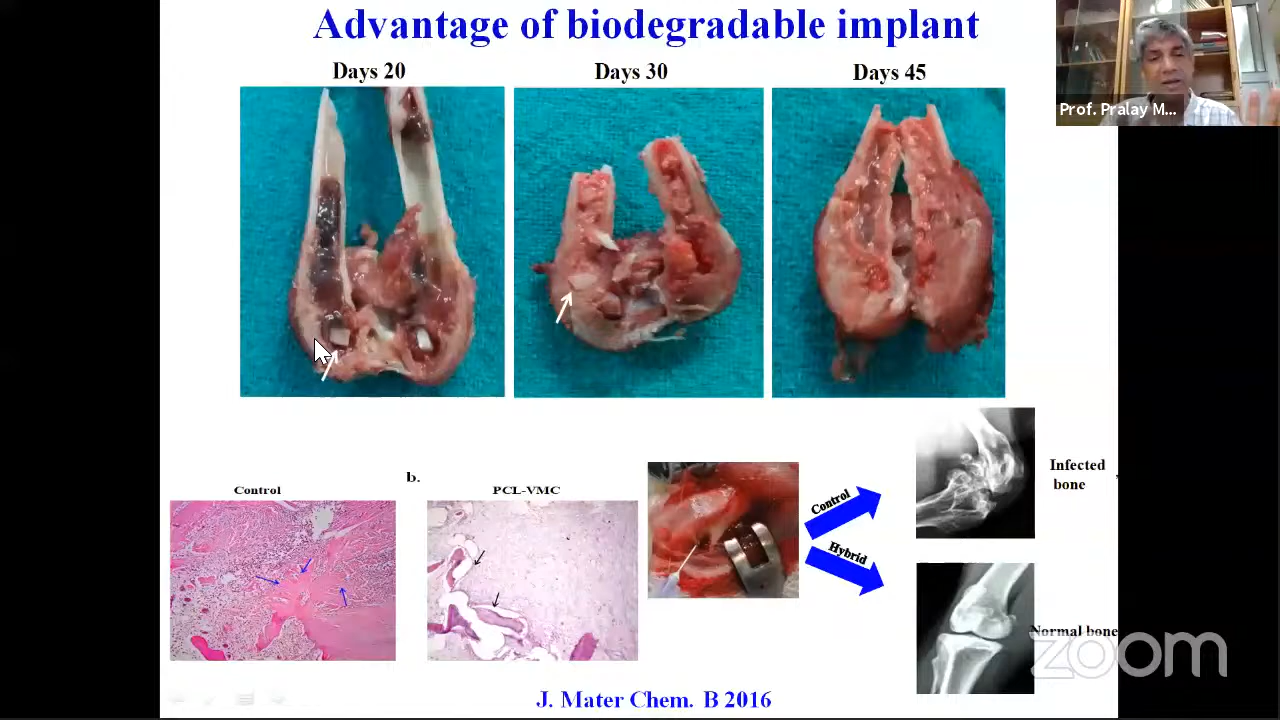 Advantage of biodegradable implant
Days 20
Days 30
Days 45
Prof. Pralay M...
b.
Control
PCL-VMC
Control
Hybrid
Infected
bone
Normal bone
zoom
J. Mater Chem. B 2016